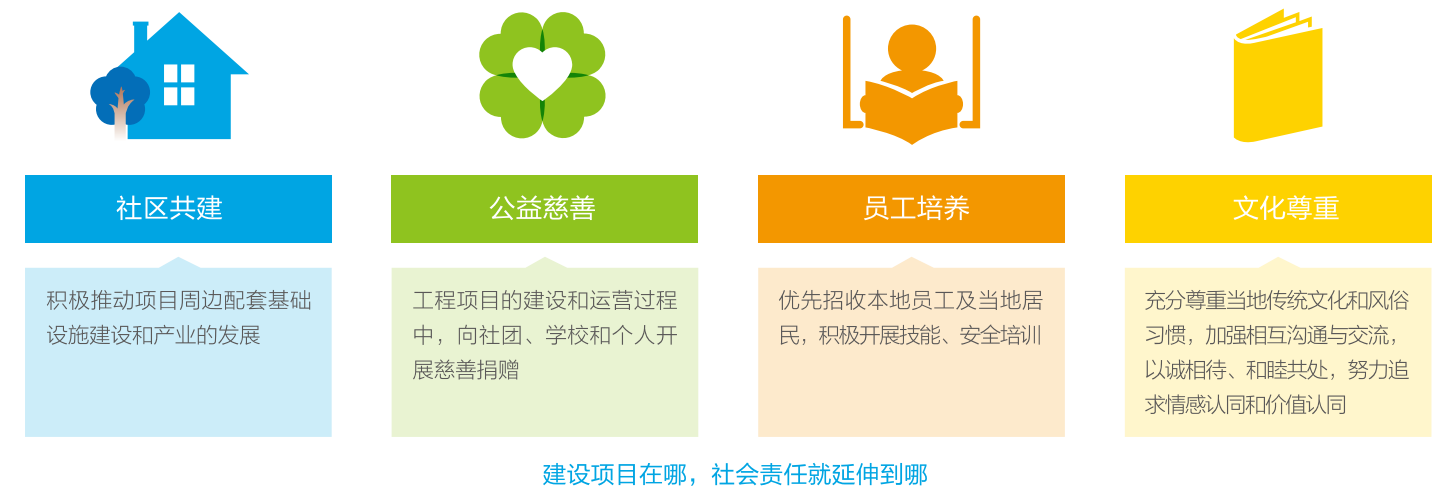 社区共建
积极推动项目周边配套基础
设施建设和产业的发展
公益慈善
工程项目的建设和运营过程
中，向社团、学校和个人开
展慈善捐赠
员工培养
优先招收本地员工及当地居
民，积极开展技能、安全培训
文化尊重
充分尊重当地传统文化和风俗
习惯，加强相互沟通与交流，
以诚相待、和睦共处，努力追
求情感认同和价值认同
建设项目在哪，社会责任就延伸到哪